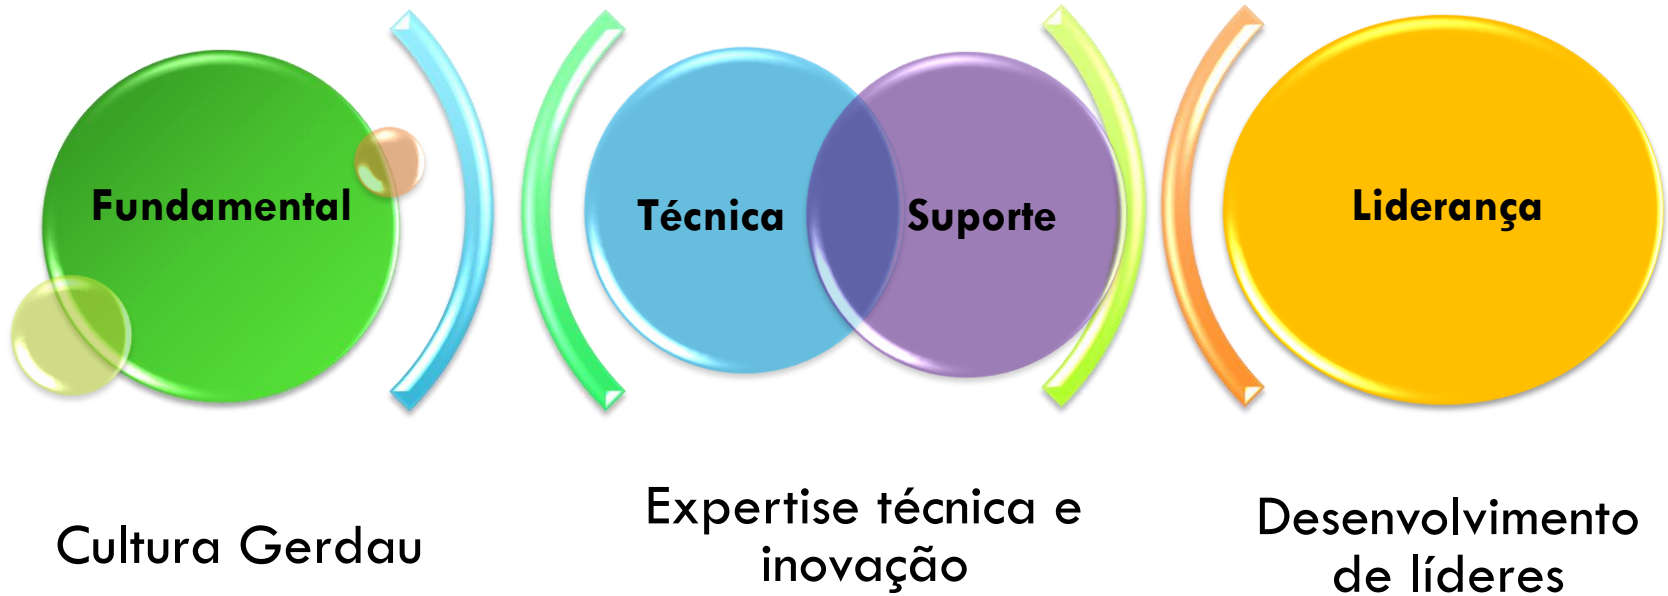 Fundamental
Técnica
Suporte
Liderança
Cultura Gerdau
Expertise técnica e
inovação
Desenvolvimento
de líderes